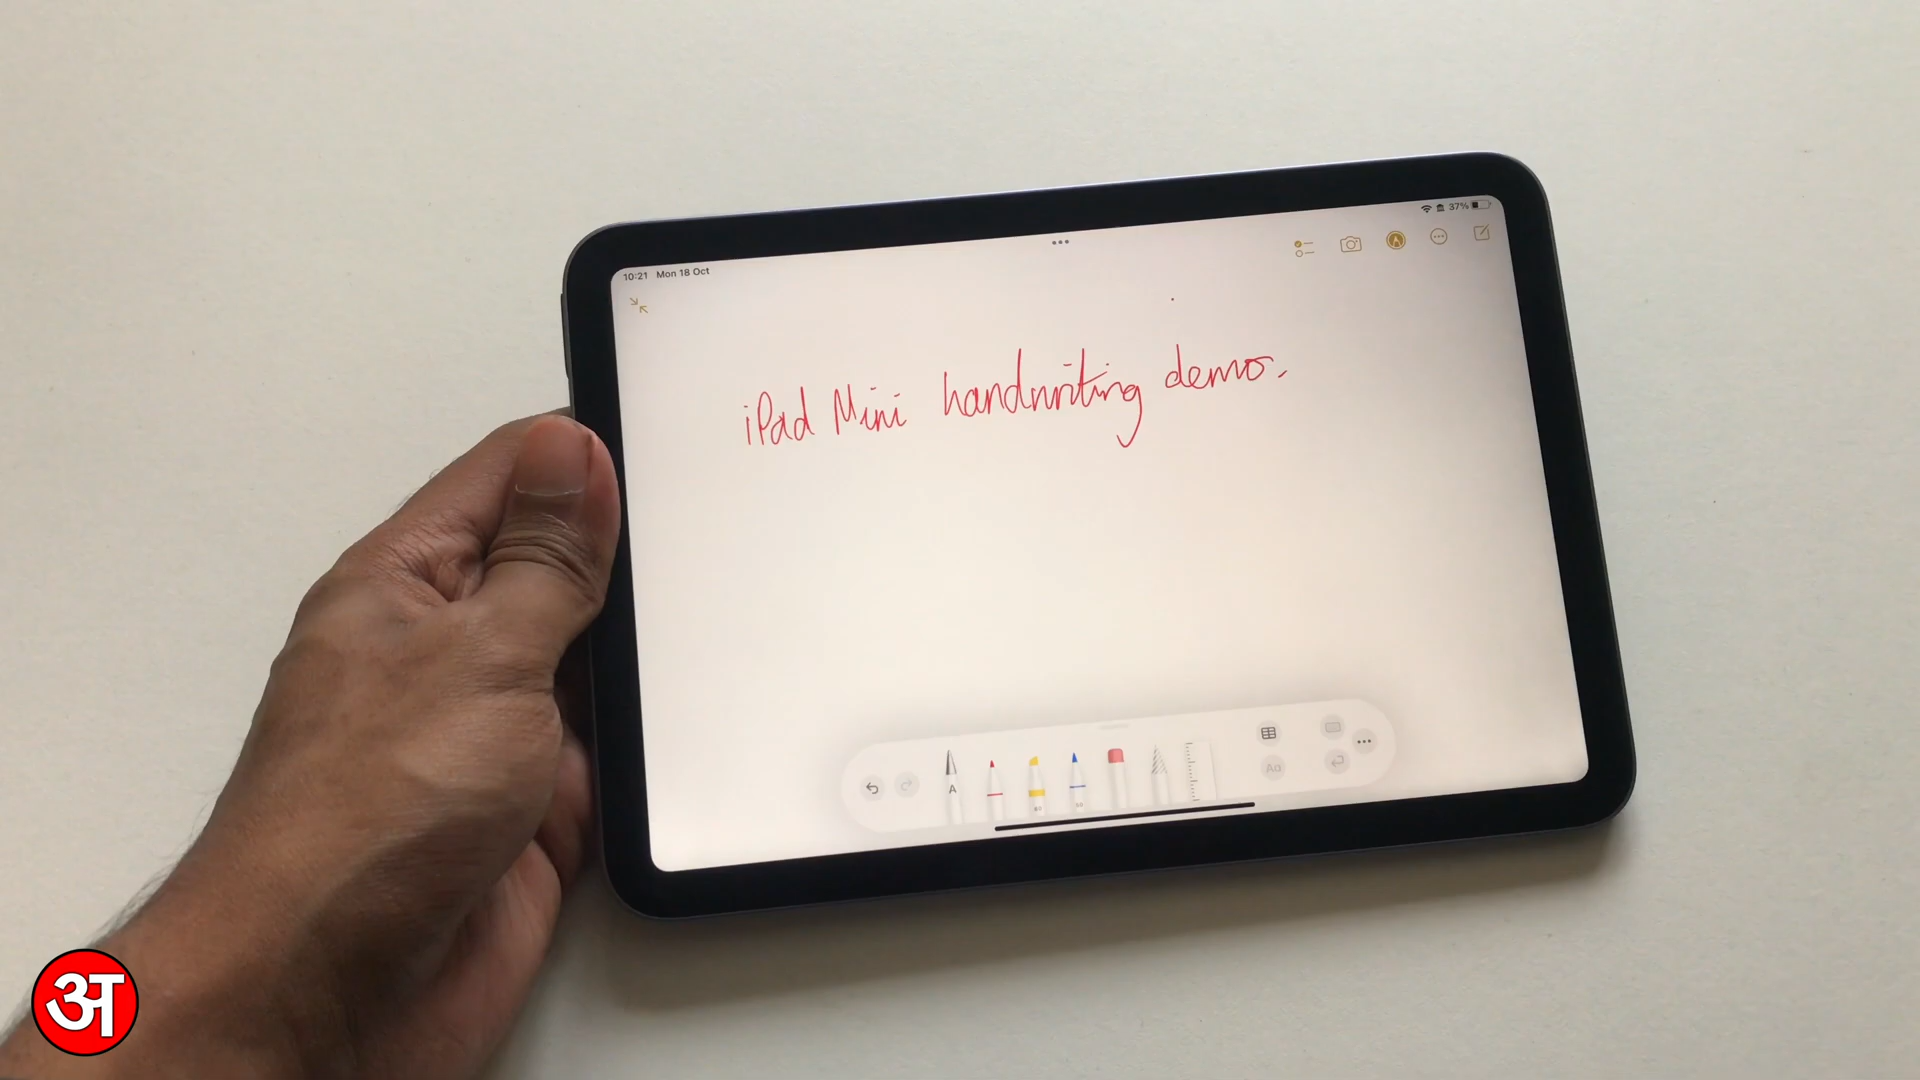 37%
10:21 Mon 18 Oct
iPad Mini handwriting demo.
A
Aa
अ